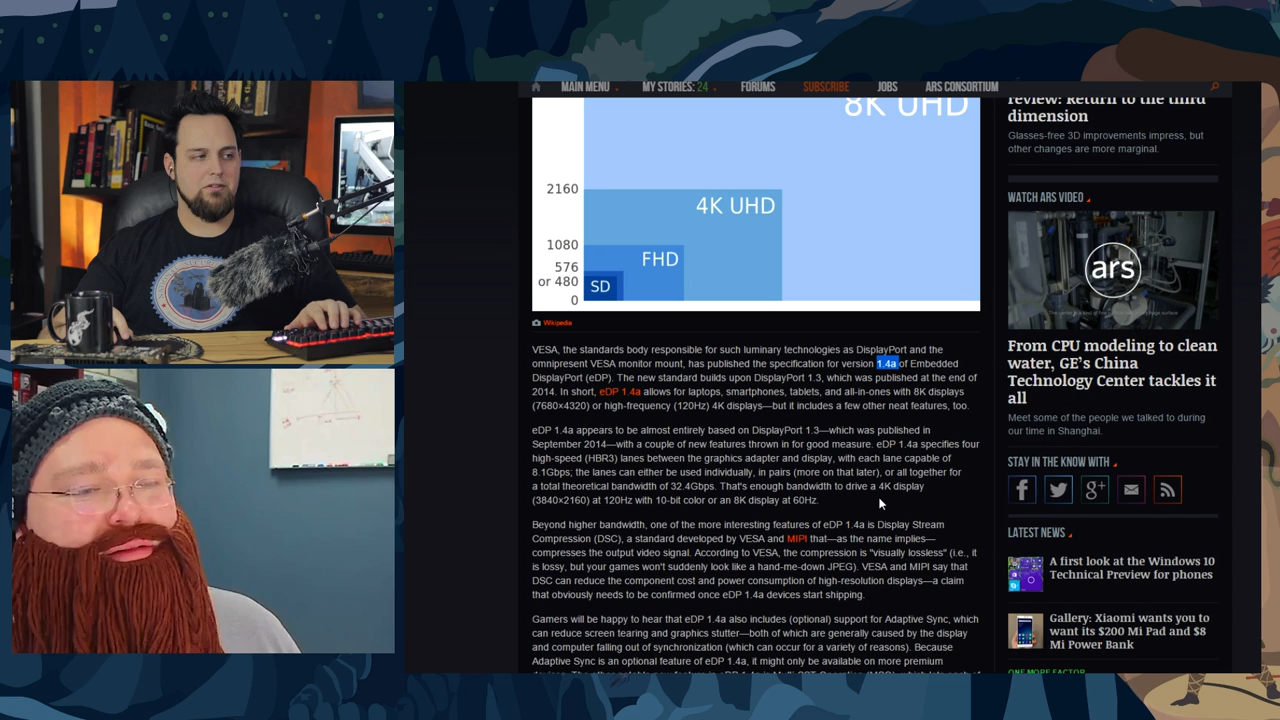 MAIN MENU
MY STORIES: 24
FORUMS
SUBSCRIBE
JOBS
ARS CONSORTIUM
8K UHD
2160
4K UHD
1080
FHD
576
or 480
SD
0
Wikipedia
VESA, the standards body responsible for such luminary technologies as DisplayPort and the
omnipresent VESA monitor mount, has published the specification for version 1.4a of Embedded
DisplayPort (eDP). The new standard builds upon DisplayPort 1.3, which was published at the end of
2014. In short, eDP 1.4a allows for laptops, smartphones, tablets, and all-in-ones with 8K displays
(7680×4320) or high-frequency (120Hz) 4K displays—but it includes a few other neat features, too.
eDP 1.4a appears to be almost entirely based on DisplayPort 1.3—which was published in
September 2014—with a couple of new features thrown in for good measure. eDP 1.4a specifies four
high-speed (HBR3) lanes between the graphics adapter and display, with each lane capable of
8.1Gbps; the lanes can either be used individually, in pairs (more on that later), or all together for
a total theoretical bandwidth of 32.4Gbps. That's enough bandwidth to drive a 4K display
(3840×2160) at 120Hz with 10-bit color or an 8K display at 60Hz.
Beyond higher bandwidth, one of the more interesting features of eDP 1.4a is Display Stream
Compression (DSC), a standard developed by VESA and MIPI that—as the name implies—
compresses the output video signal. According to VESA, the compression is "visually lossless" (i.e., it
is lossy, but your games won't suddenly look like a hand-me-down JPEG). VESA and MIPI say that
DSC can reduce the component cost and power consumption of high-resolution displays—a claim
that obviously needs to be confirmed once eDP 1.4a devices start shipping.
Gamers will be happy to hear that eDP 1.4a also includes (optional) support for Adaptive Sync, which
can reduce screen tearing and graphics stutter—both of which are generally caused by the display
and computer falling out of synchronization (which can occur for a variety of reasons). Because
Adaptive Sync is an optional feature of eDP 1.4a, it might only be available on more premium
review: Return to the third
dimension
Glasses-free 3D improvements impress, but
other changes are more marginal.
WATCH ARS VIDEO
ars
From CPU modeling to clean
water, GE's China
Technology Center tackles it
all
Meet some of the people we talked to during
our time in Shanghai.
STAY IN THE KNOW WITH
LATEST NEWS
A first look at the Windows 10
Technical Preview for phones
Gallery: Xiaomi wants you to
want its $200 Mi Pad and $8
Mi Power Bank
ONE MORE FACTOR